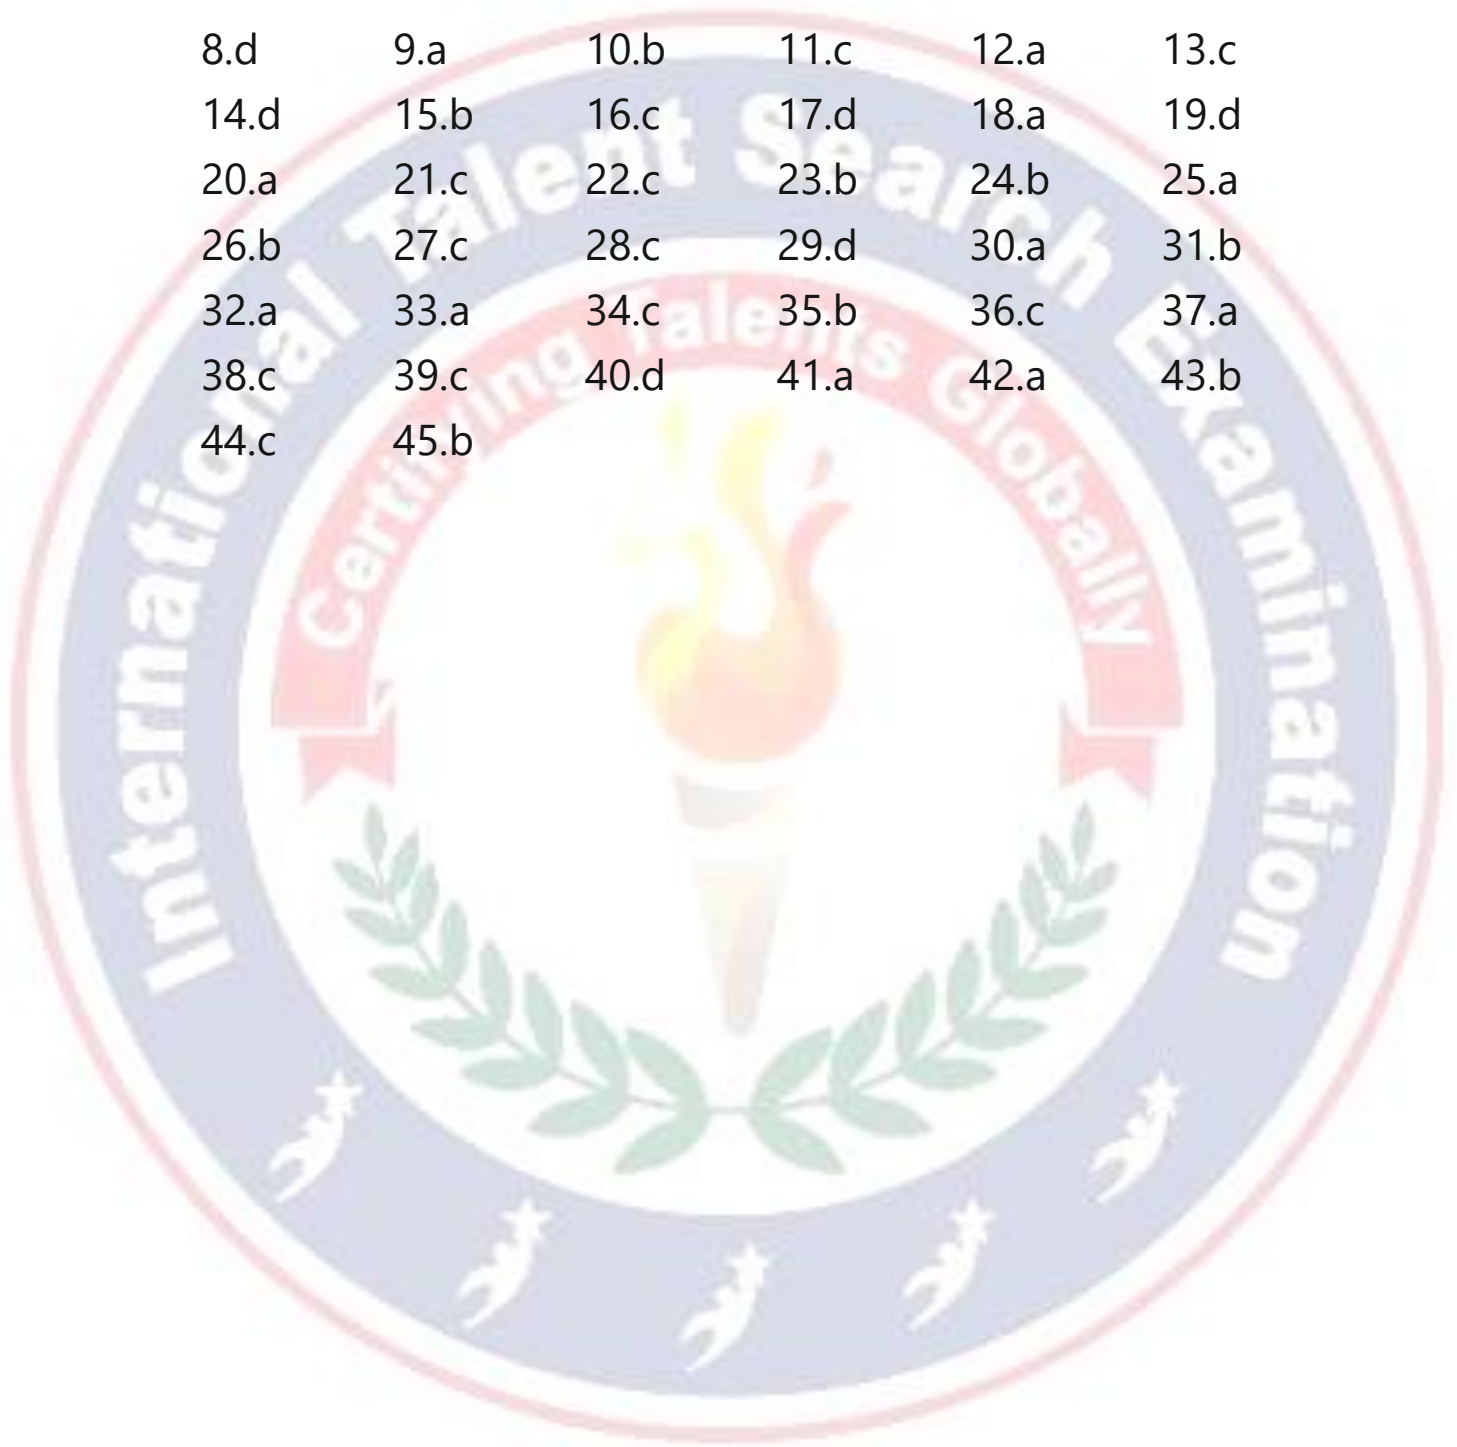 8.d 9.a 10.b 11.c 12.a 13.c
14.d 15.b 16.c 17.d 18.a 19.d
20.a 21.c 22.c 23.b 24.b 25.a
26.b 27.c 28.c 29.d 30.a 31.b
32.a 33.a 34.c 35.b 36.c 37.a
38.c 39.c 40.d 41.a 42.a 43.b
44.c 45.b
International Talent Search Examination
Certifying Talents Globally